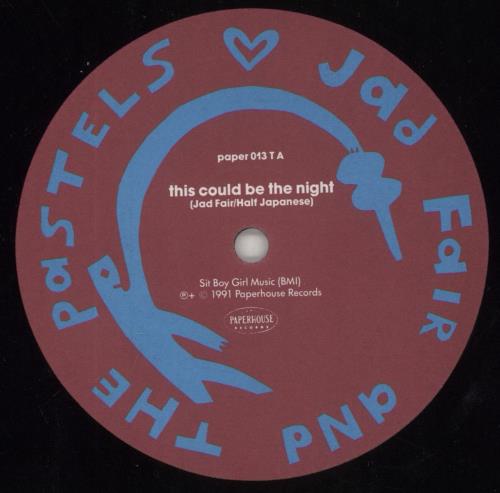 Jad FaIR aND THE PaSTELS
paper 013 T A
this could be the night
(Jad Fair/Half Japanese)
Sit Boy Girl Music (BMI)
℗+ © 1991 Paperhouse Records
PAPERHOUSE
RECORDS